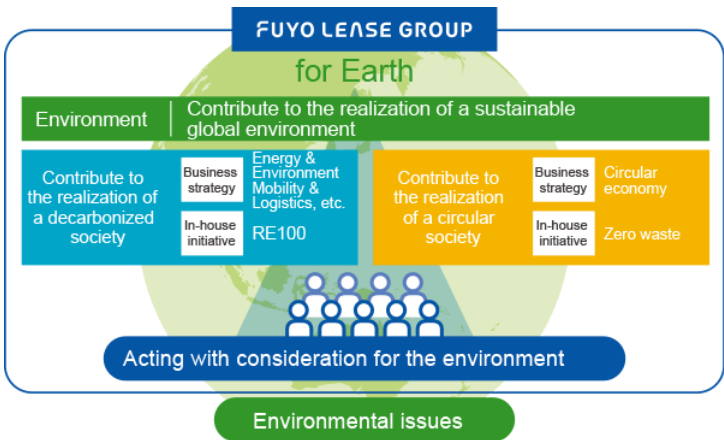 FUYO LEASE GROUP
for Earth
Environment
Contribute to the realization of a sustainable
global environment
Contribute to
the realization of
a decarbonized
society
Business
strategy
Energy &
Environment
Mobility &
Logistics, etc.
In-house
initiative
RE100
Contribute to
the realization
of a circular
society
Business
strategy
Circular
economy
In-house
initiative
Zero waste
Acting with consideration for the environment
Environmental issues